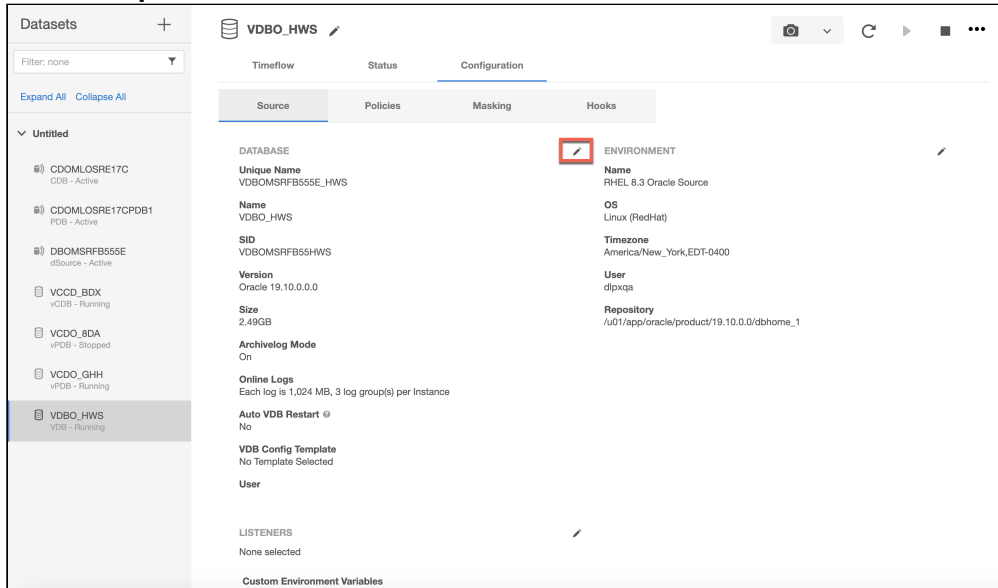 Datasets
Filter: none
Expand All Collapse All
Untitled
CDOMLOSRE17C
CDB - Active
CDOMLOSRE17CPDB1
PDB - Active
DBOMSRFB555E
dSource - Active
VCCD_BDX
vCDB - Running
VCDO_8DA
vPDB - Stopped
VCDO_GHH
vPDB - Running
VDBO_HWS
VDB - Running
VDBO_HWS
Timeflow Status Configuration
Source Policies Masking Hooks
DATABASE
Unique Name
VDBOMSRFB555E_HWS
Name
VDBO_HWS
SID
VDBOMSRFB55HWS
Version
Oracle 19.10.0.0.0
Size
2.49GB
Archivelog Mode
On
Online Logs
Each log is 1,024 MB, 3 log group(s) per Instance
Auto VDB Restart
No
VDB Config Template
No Template Selected
User
LISTENERS
None selected
Custom Environment Variables
ENVIRONMENT
Name
RHEL 8.3 Oracle Source
OS
Linux (RedHat)
Timezone
America/New_York,EDT-0400
User
dlpxqa
Repository
/u01/app/oracle/product/19.10.0.0/dbhome_1